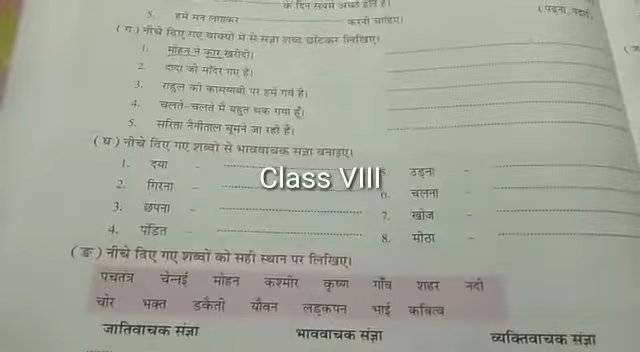 के दिन सबसे अच्छे होते हैं। (पढ़ना, पढ़ाई)
5. हमें मन लगाकर करनी चाहिए।
(ग) नीचे दिए गए वाक्यों में से संज्ञा शब्द छाँटकर लिखिए।
1. मोहन ने कार खरीदी।
2. दादा जी मंदिर गए हैं।
3. राहुल की कामयाबी पर हमें गर्व है।
4. चलते-चलते मैं बहुत थक गया हूँ।
5. सरिता नैनीताल घूमने जा रही है।
(घ) नीचे दिए गए शब्दों से भाववाचक संज्ञा बनाइए।
1. दया - 5. उड़ना -
2. गिरना - 6. चलना -
3. छपना - 7. खोज -
4. पंडित - 8. मीठा -
Class VIII
(ङ) नीचे दिए गए शब्दों को सही स्थान पर लिखिए।
पंचतंत्र चेन्नई मोहन कश्मीर कृष्ण गाँव शहर नदी
चोर भक्त डकैती यौवन लड़कपन भाई कवित्व
जातिवाचक संज्ञा भाववाचक संज्ञा व्यक्तिवाचक संज्ञा